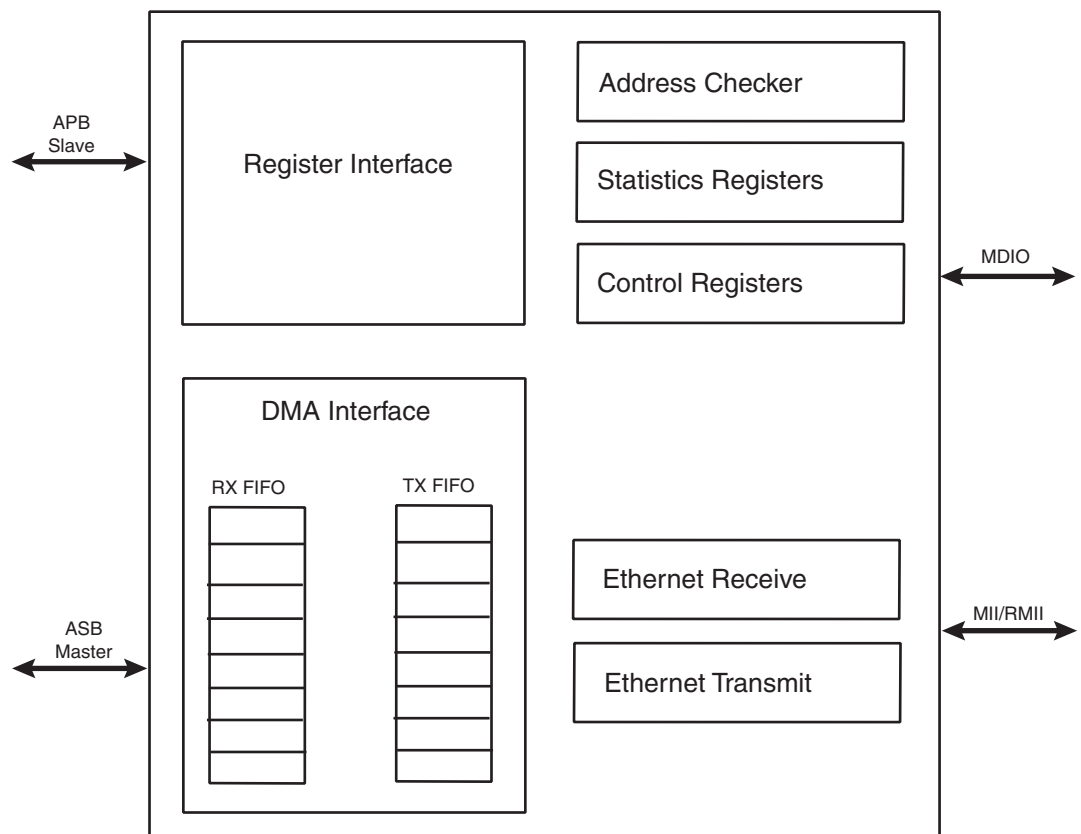 Address Checker
APB
Slave
Register Interface
Statistics Registers
MDIO
Control Registers
DMA Interface
RX FIFO
TX FIFO
Ethernet Receive
MII/RMII
ASB
Master
Ethernet Transmit